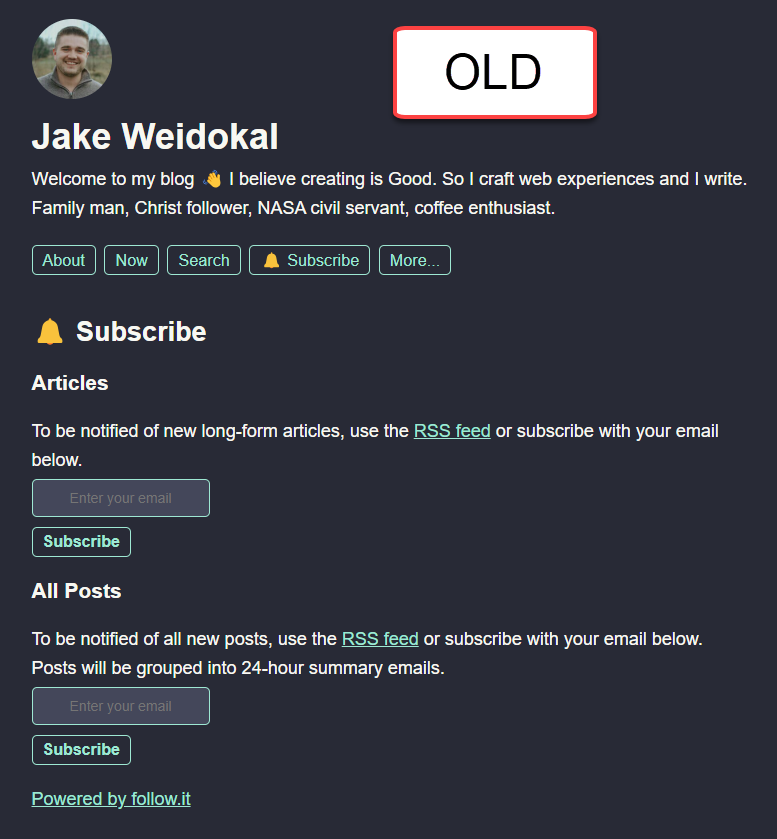 OLD
Jake Weidokal
Welcome to my blog 👋 I believe creating is Good. So I craft web experiences and I write.
Family man, Christ follower, NASA civil servant, coffee enthusiast.
About Now Search 🔔 Subscribe More...
🔔 Subscribe
Articles
To be notified of new long-form articles, use the RSS feed or subscribe with your email
below.
Enter your email
Subscribe
All Posts
To be notified of all new posts, use the RSS feed or subscribe with your email below.
Posts will be grouped into 24-hour summary emails.
Enter your email
Subscribe
Powered by follow.it